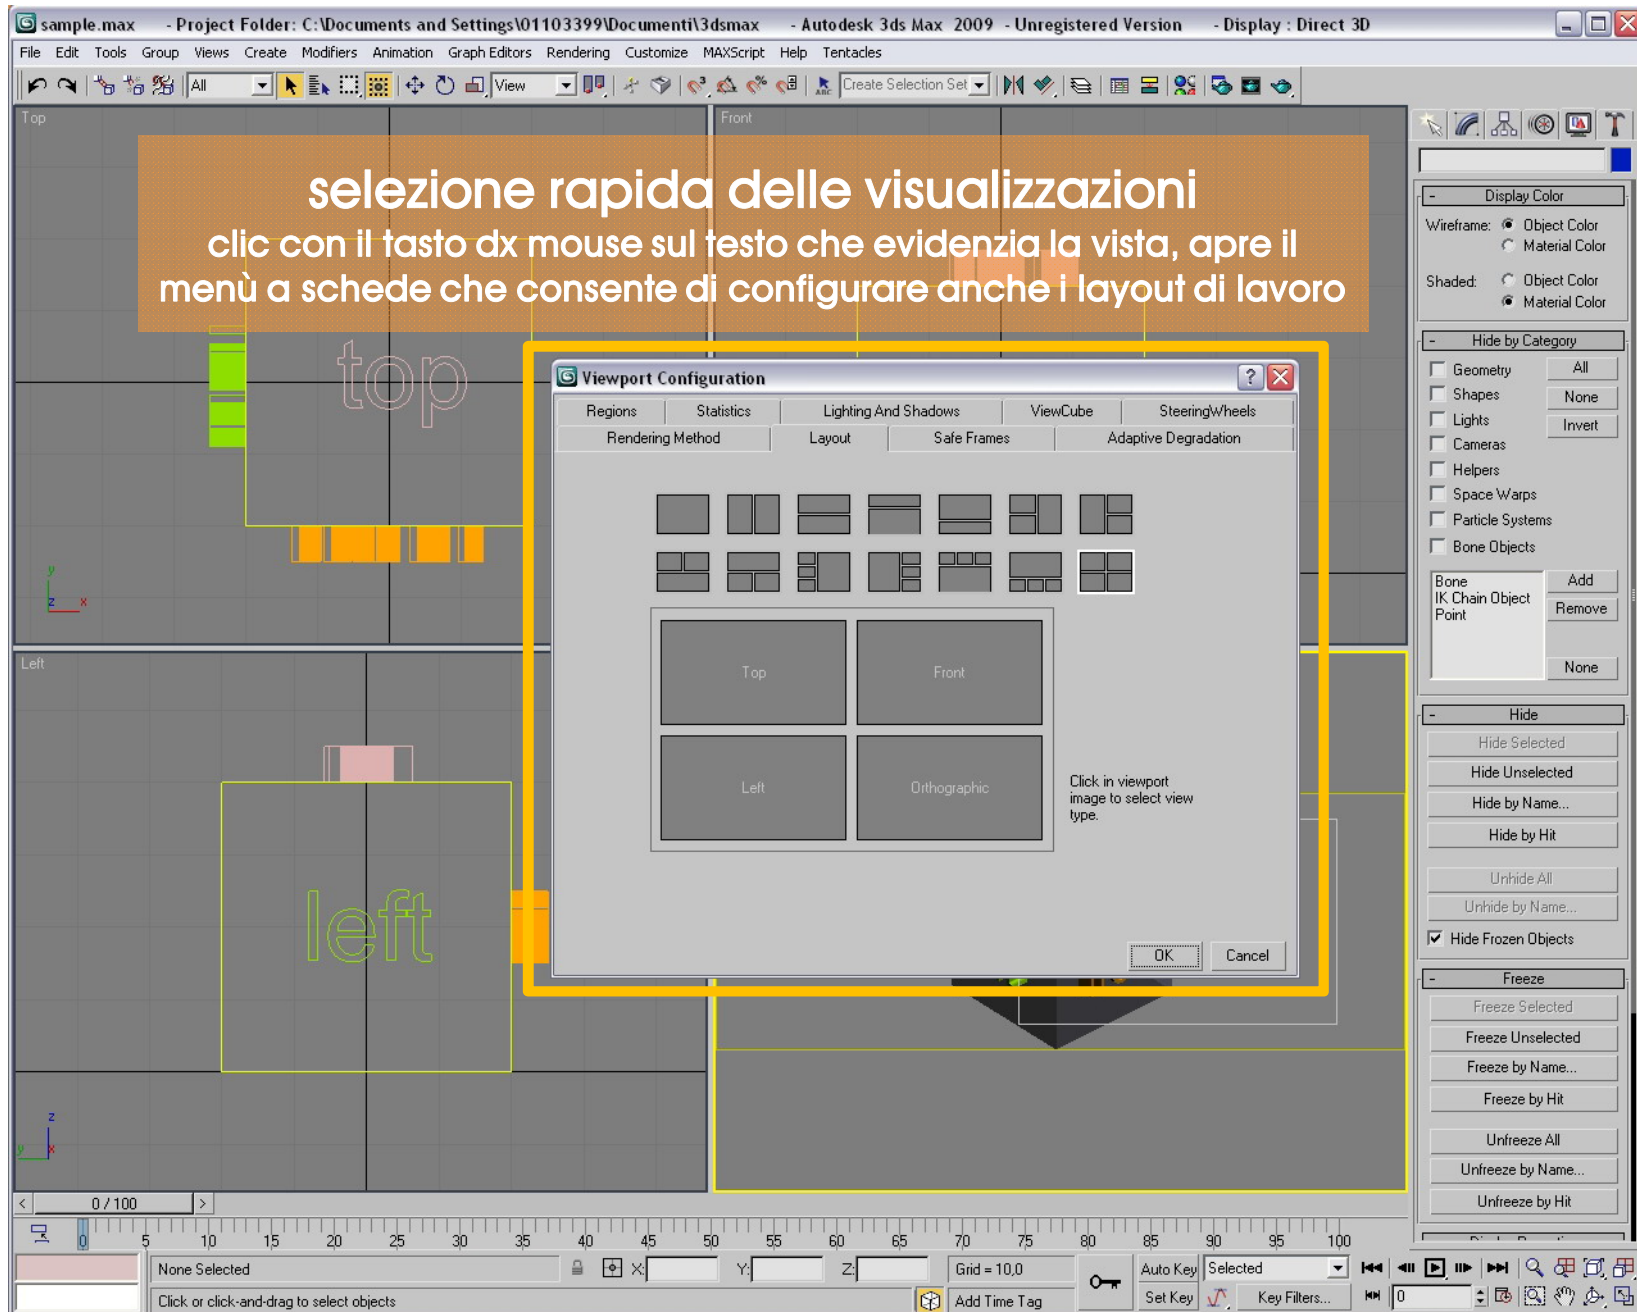 sample.max - Project Folder: C:\Documents and Settings\01103399\Documenti\3dsmax - Autodesk 3ds Max 2009 - Unregistered Version - Display : Direct 3D
File Edit Tools Group Views Create Modifiers Animation Graph Editors Rendering Customize MAXScript Help Tentacles
All View Create Selection Set
Top Front
selezione rapida delle visualizzazioni
clic con il tasto dx mouse sul testo che evidenzia la vista, apre il
menù a schede che consente di configurare anche i layout di lavoro
top
y
z x
Left
left
z
y x
Viewport Configuration
Regions Statistics Lighting And Shadows ViewCube SteeringWheels
Rendering Method Layout Safe Frames Adaptive Degradation
Top Front
Left Orthographic
Click in viewport
image to select view
type.
OK Cancel
- Display Color
Wireframe: Object Color
Material Color
Shaded: Object Color
Material Color
- Hide by Category
Geometry All
Shapes None
Lights Invert
Cameras
Helpers
Space Warps
Particle Systems
Bone Objects
Bone Add
IK Chain Object
Remove
Point
None
- Hide
Hide Selected
Hide Unselected
Hide by Name...
Hide by Hit
Unhide All
Unhide by Name...
Hide Frozen Objects
- Freeze
Freeze Selected
Freeze Unselected
Freeze by Name...
Freeze by Hit
Unfreeze All
Unfreeze by Name...
Unfreeze by Hit
< 0 / 100 >
0 5 10 15 20 25 30 35 40 45 50 55 60 65 70 75 80 85 90 95 100
None Selected X: Y: Z: Grid = 10,0 Auto Key Selected
Click or click-and-drag to select objects Add Time Tag Set Key Key Filters... 0